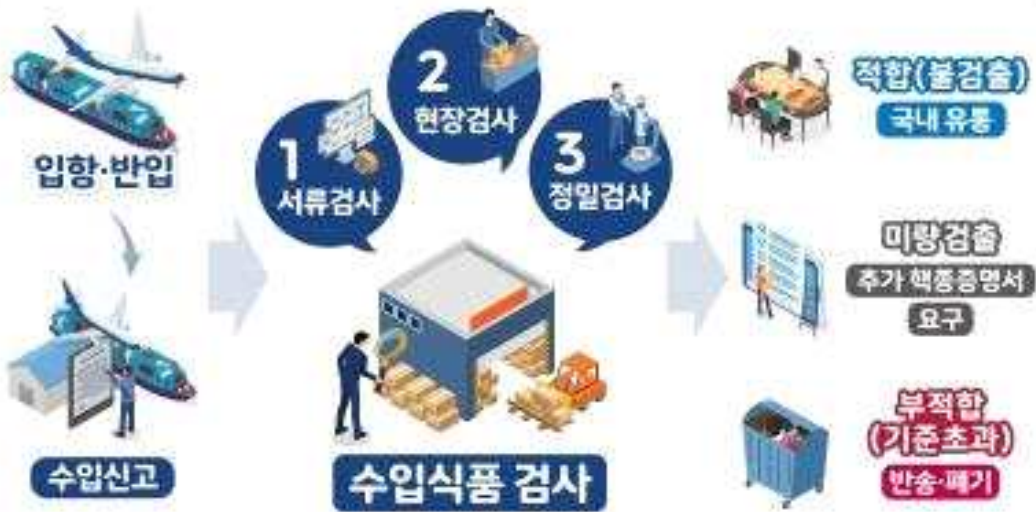 입항·반입
수입신고
1
서류검사
2
현장검사
3
정밀검사
수입식품 검사
적합(불검출)
국내 유통
미량 검출
추가 핵종증명서
요구
부적합
(기준초과)
반송·폐기